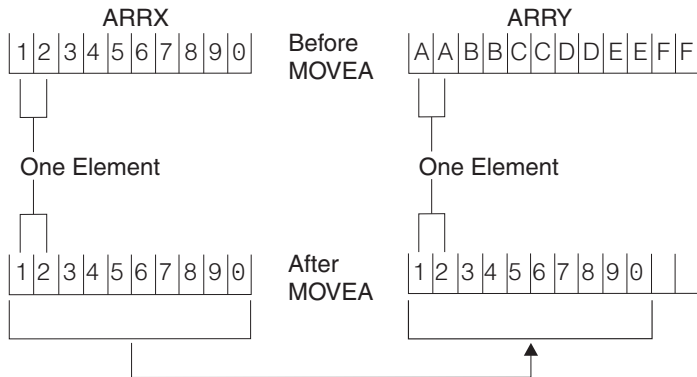 ARRX ARRY
1 2 3 4 5 6 7 8 9 0 Before MOVEA A A B B C C D D E E F F
One Element One Element
1 2 3 4 5 6 7 8 9 0 After MOVEA 1 2 3 4 5 6 7 8 9 0